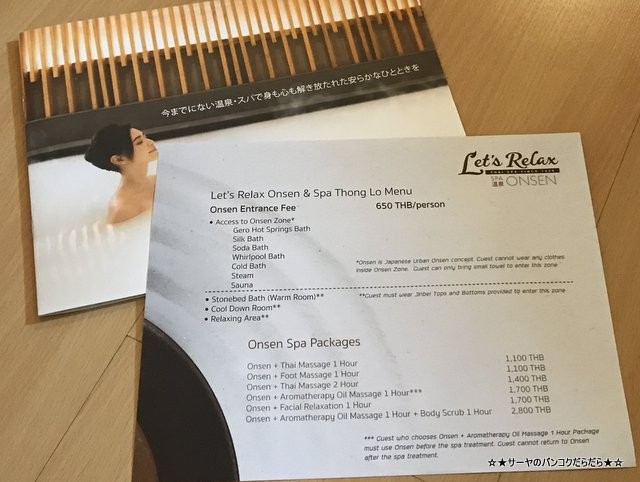 今までにない温泉・スパで身も心も解き放たれた安らかなひとときを
Let's Relax
THAI SPA SINCE 1998
SPA
温泉 ONSEN
Let's Relax Onsen & Spa Thong Lo Menu
Onsen Entrance Fee 650 THB/person
• Access to Onsen Zone*
Gero Hot Springs Bath
Silk Bath
Soda Bath
Whirlpool Bath
Cold Bath
Steam
Sauna
*Onsen is Japanese Urban Onsen concept. Guest cannot wear any clothes
inside Onsen Zone. Guest can only bring small towel to enter this zone
• Stonebed Bath (Warm Room)**
• Cool Down Room**
• Relaxing Area**
**Guest must wear Jinbei Tops and Bottoms provided to enter this zone
Onsen Spa Packages
Onsen + Thai Massage 1 Hour 1,100 THB
Onsen + Foot Massage 1 Hour 1,100 THB
Onsen + Thai Massage 2 Hour 1,400 THB
Onsen + Aromatherapy Oil Massage 1 Hour*** 1,700 THB
Onsen + Facial Relaxation 1 Hour 1,700 THB
Onsen + Aromatherapy Oil Massage 1 Hour + Body Scrub 1 Hour 2,800 THB
*** Guest who chooses Onsen + Aromatherapy Oil Massage 1 Hour Package
must use Onsen before the spa treatment. Guest cannot return to Onsen
after the spa treatment.
☆★サーヤのバンコクだらだら★☆